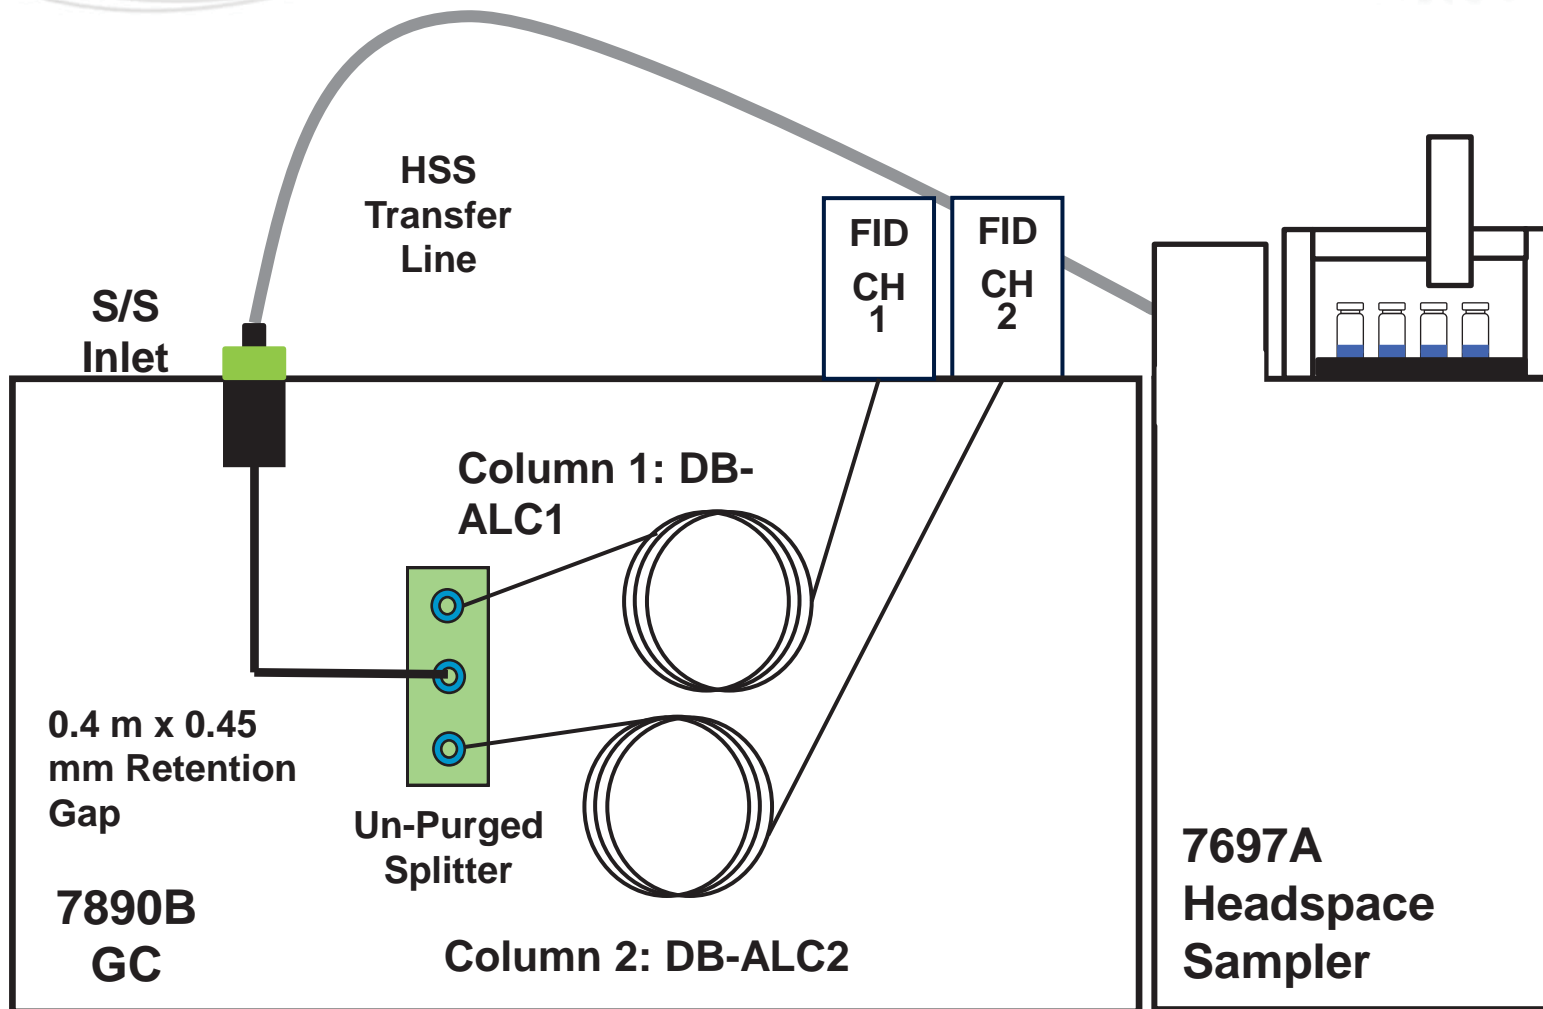 HSS
Transfer
Line
S/S
Inlet
FID
CH
1
FID
CH
2
Column 1: DB-
ALC1
0.4 m x 0.45
mm Retention
Gap
Un-Purged
Splitter
7890B
GC
Column 2: DB-ALC2
7697A
Headspace
Sampler